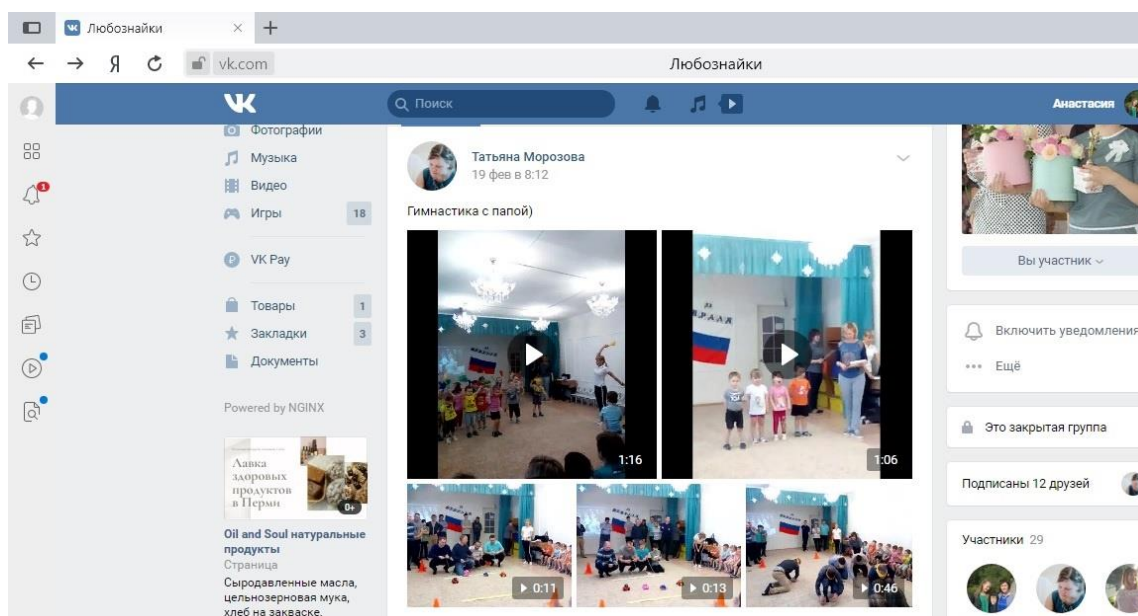 Любознайки
vk.com
Любознайки
Поиск
Анастасия
Фотографии
Музыка
Видео
Игры
18
VK Pay
Товары
1
Закладки
3
Документы
Powered by NGINX
Лавка
здоровых
продуктов
в Перми
0+
Oil and Soul натуральные
продукты
Страница
Сыродавленные масла,
цельнозерновая мука,
хлеб на закваске.
Татьяна Морозова
19 фев в 8:12
Гимнастика с папой)
1:16
1:06
0:11
0:13
0:46
Вы участник
Включить уведомления
Ещё
Это закрытая группа
Подписаны 12 друзей
Участники 29
1